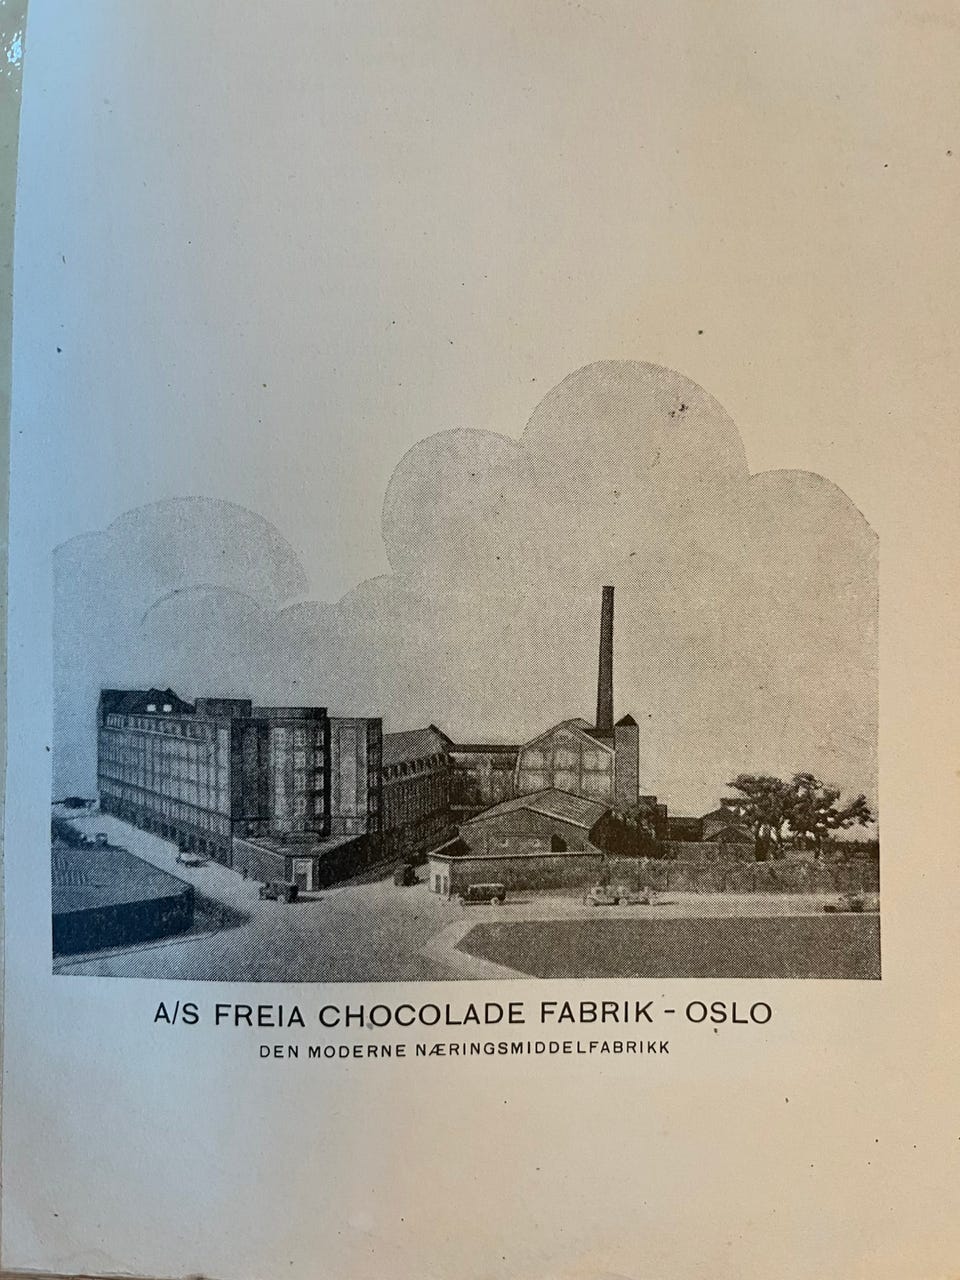 A/S FREIA CHOCOLADE FABRIK - OSLO
DEN MODERNE NÆRINGSMIDDELFABRIKK